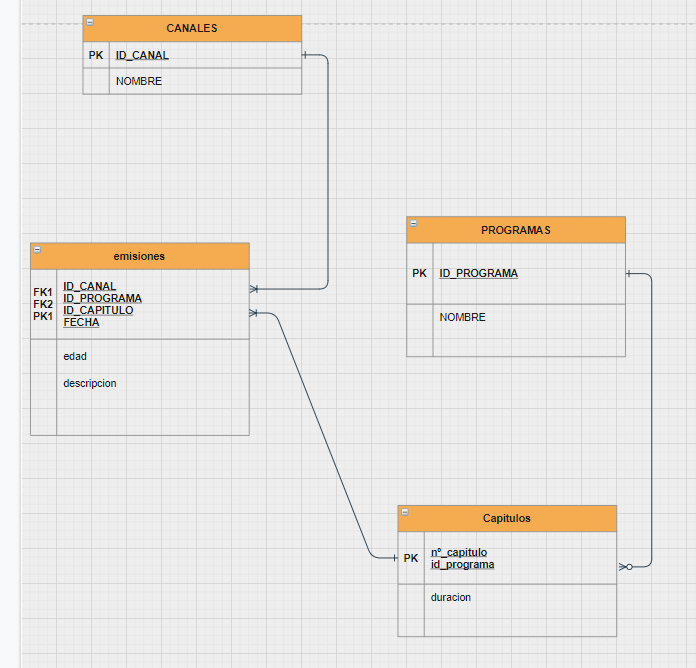 CANALES
PK ID_CANAL
NOMBRE
PROGRAMAS
PK ID_PROGRAMA
NOMBRE
emisiones
FK1 ID_CANAL
FK2 ID_PROGRAMA
PK1 ID_CAPITULO
FECHA
edad
descripcion
Capitulos
PK nº_capitulo
id_programa
duracion